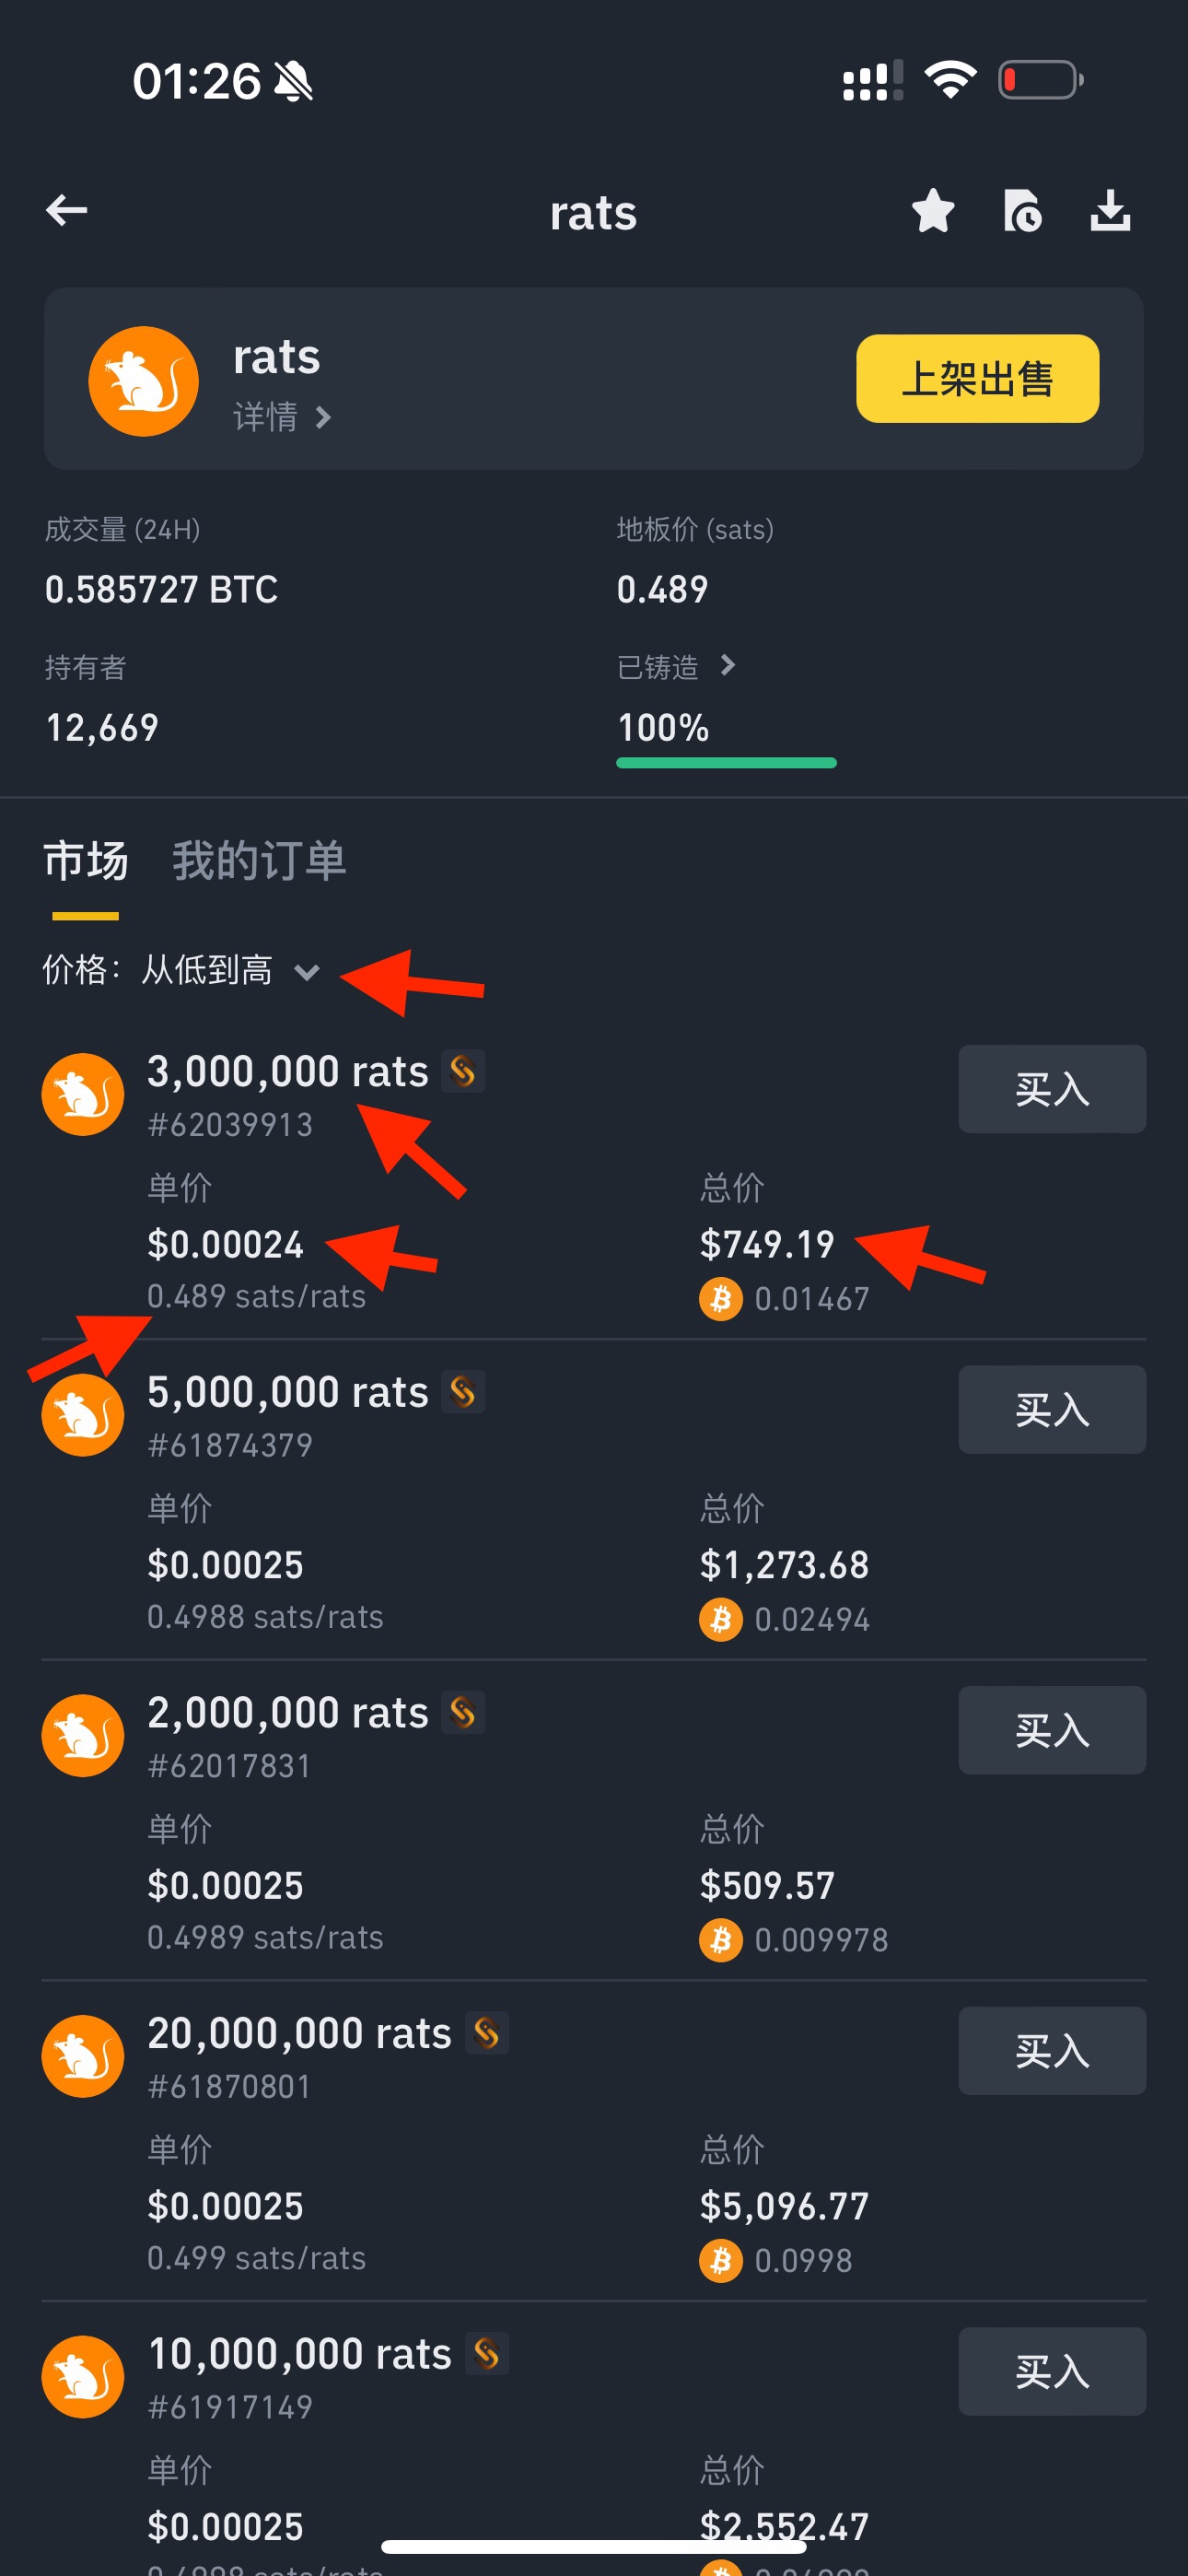 01:26
rats
rats
详情
上架出售
成交量 (24H)
地板价 (sats)
0.585727 BTC
0.489
持有者
已铸造
12,669
100%
市场 我的订单
价格：从低到高
3,000,000 rats
#62039913
买入
单价
总价
$0.00024
$749.19
0.489 sats/rats
0.01467
5,000,000 rats
#61874379
买入
单价
总价
$0.00025
$1,273.68
0.4988 sats/rats
0.02494
2,000,000 rats
#62017831
买入
单价
总价
$0.00025
$509.57
0.4989 sats/rats
0.009978
20,000,000 rats
#61870801
买入
单价
总价
$0.00025
$5,096.77
0.499 sats/rats
0.0998
10,000,000 rats
#61917149
买入
单价
总价
$0.00025
$2,552.47